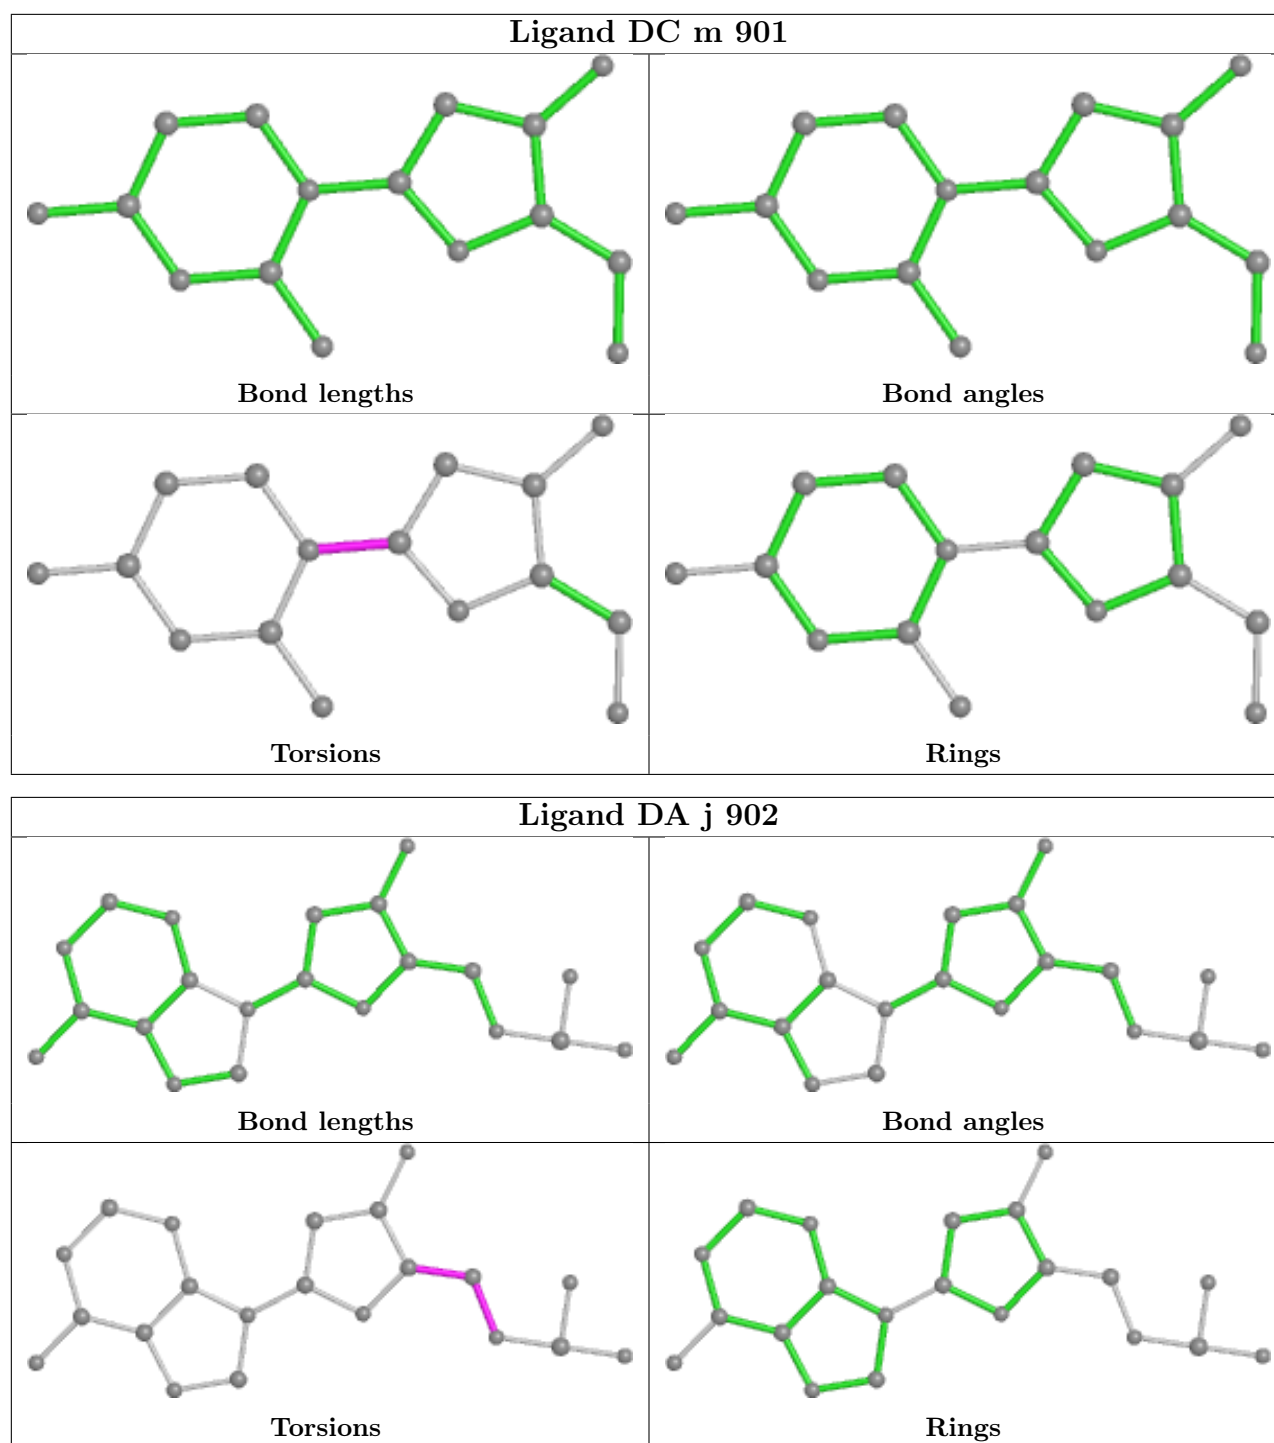 Ligand DC m 901
Bond lengths
Bond angles
Torsions
Rings
Ligand DA j 902
Bond lengths
Bond angles
Torsions
Rings